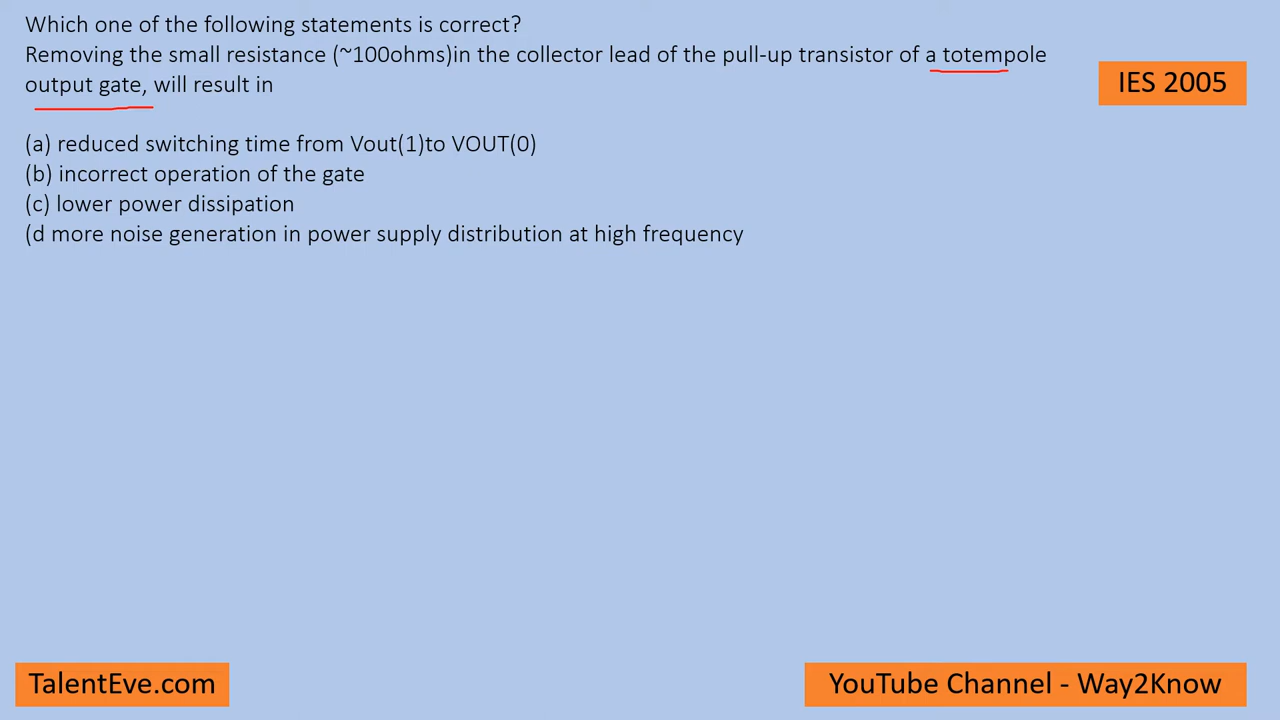 Which one of the following statements is correct?
Removing the small resistance (~100ohms)in the collector lead of the pull-up transistor of a totempole
output gate, will result in
IES 2005
(a) reduced switching time from Vout(1)to VOUT(0)
(b) incorrect operation of the gate
(c) lower power dissipation
(d more noise generation in power supply distribution at high frequency
TalentEve.com
YouTube Channel - Way2Know